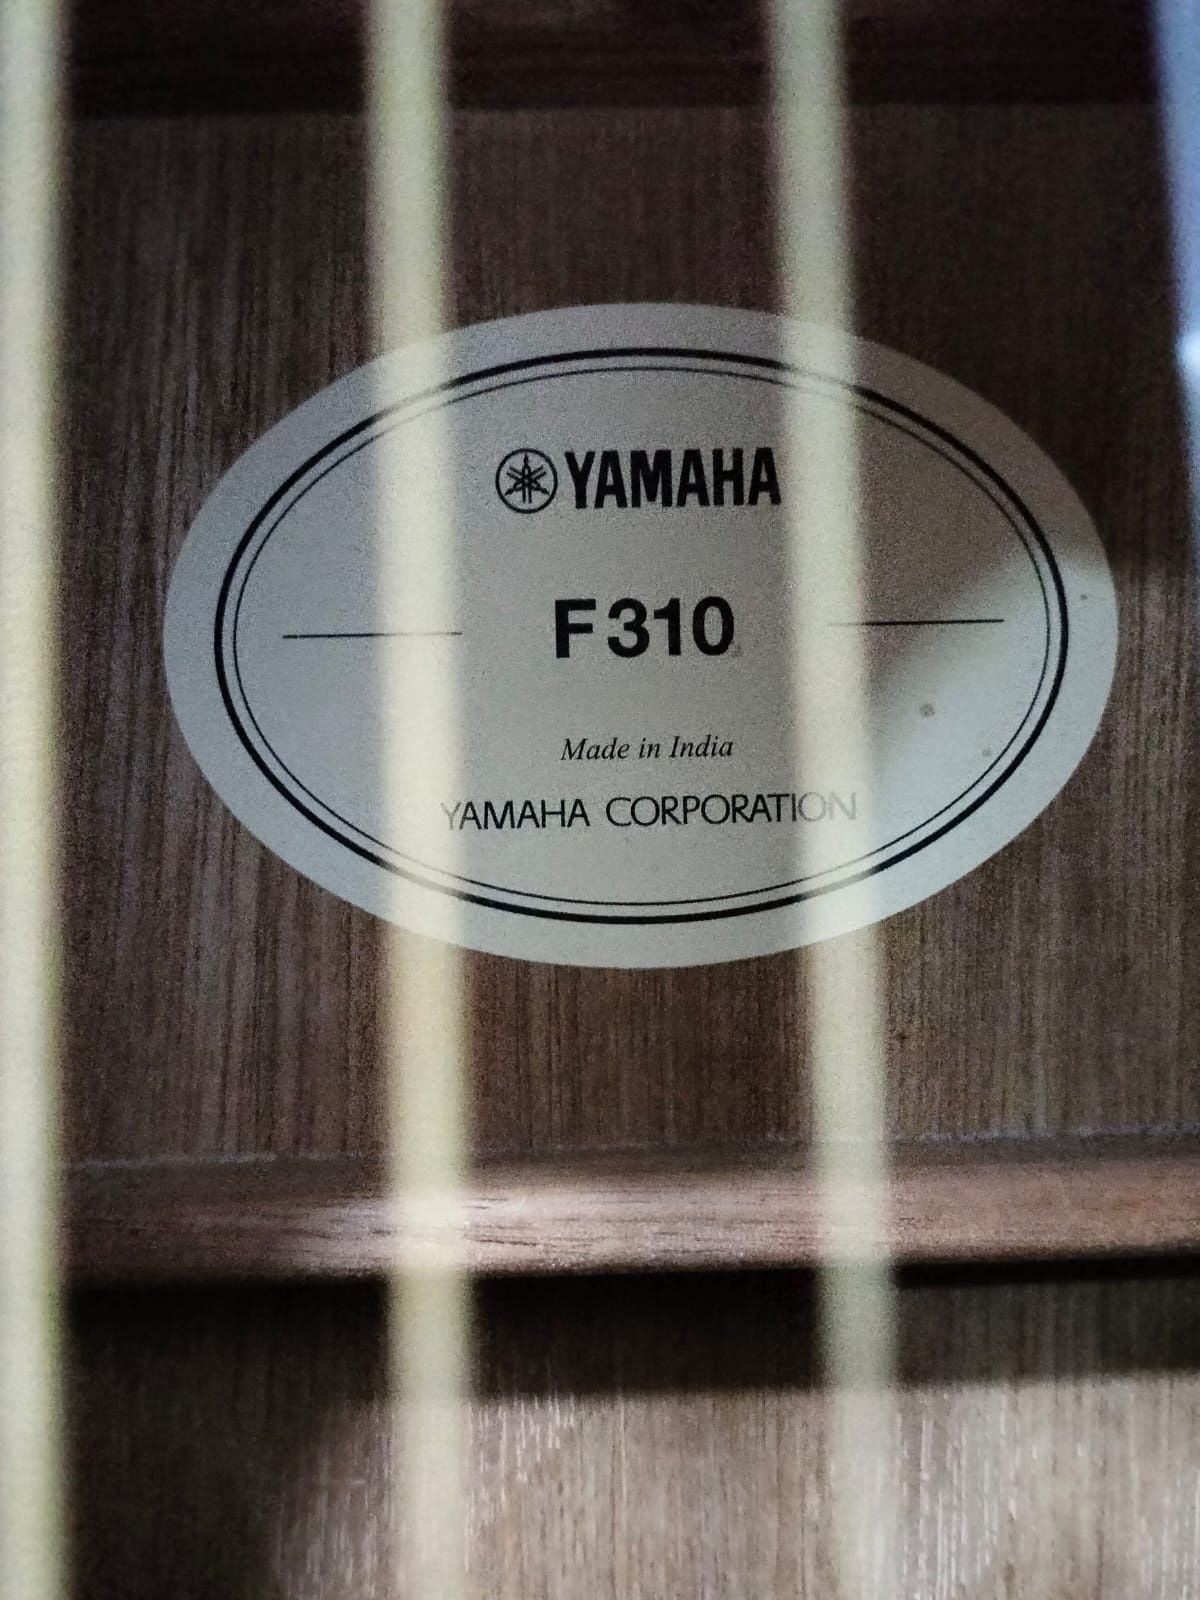 YAMAHA
F310
Made in India
YAMAHA CORPORATION